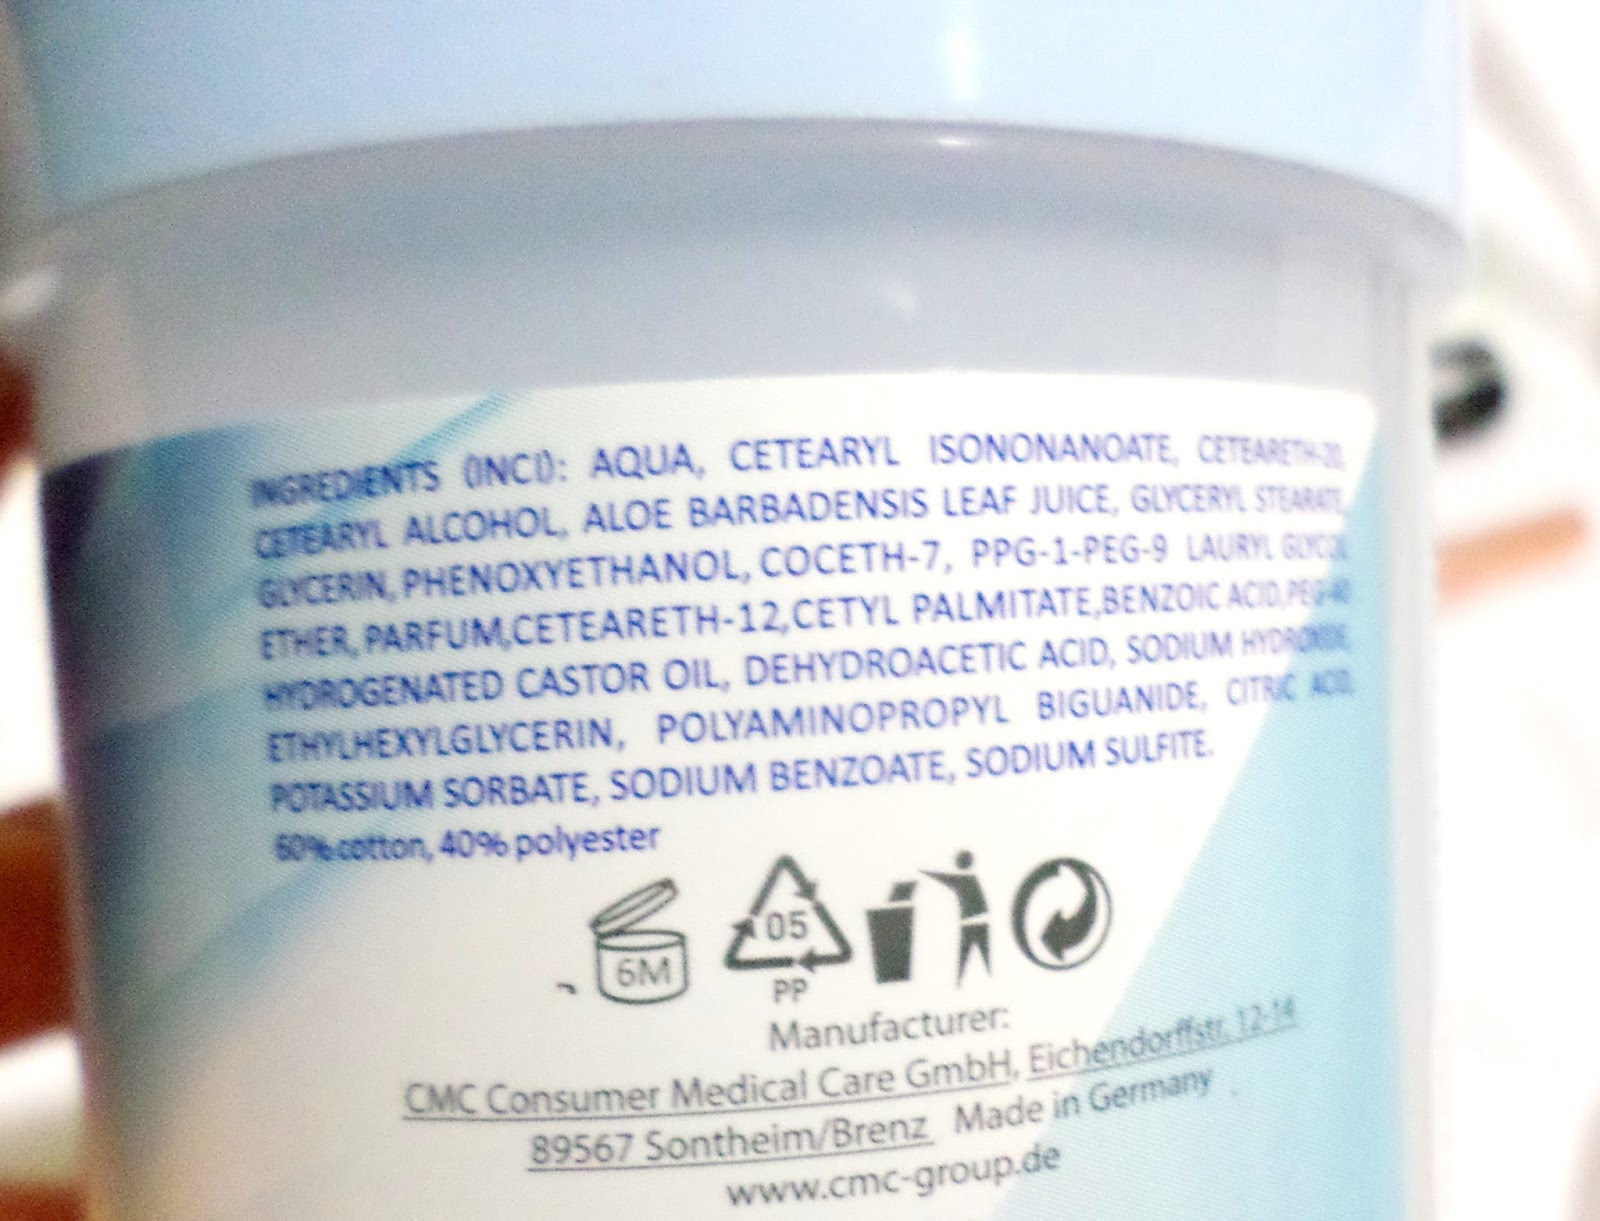 INGREDIENTS (INCI): AQUA, CETEARYL ISONONANOATE, CETEARETH-20,
CETEARYL ALCOHOL, ALOE BARBADENSIS LEAF JUICE, GLYCERYL STEARATE,
GLYCERIN, PHENOXYETHANOL, COCETH-7, PPG-1-PEG-9 LAURYL GLYCOL
ETHER, PARFUM,CETEARETH-12,CETYL PALMITATE,BENZOIC ACID,PEG-40
HYDROGENATED CASTOR OIL, DEHYDROACETIC ACID, SODIUM HYDROXIDE,
ETHYLHEXYLGLYCERIN, POLYAMINOPROPYL BIGUANIDE, CITRIC ACID,
POTASSIUM SORBATE, SODIUM BENZOATE, SODIUM SULFITE.
60% cotton, 40% polyester
6M
05
PP
Manufacturer:
CMC Consumer Medical Care GmbH, Eichendorffstr. 12-14
89567 Sontheim/Brenz Made in Germany
www.cmc-group.de